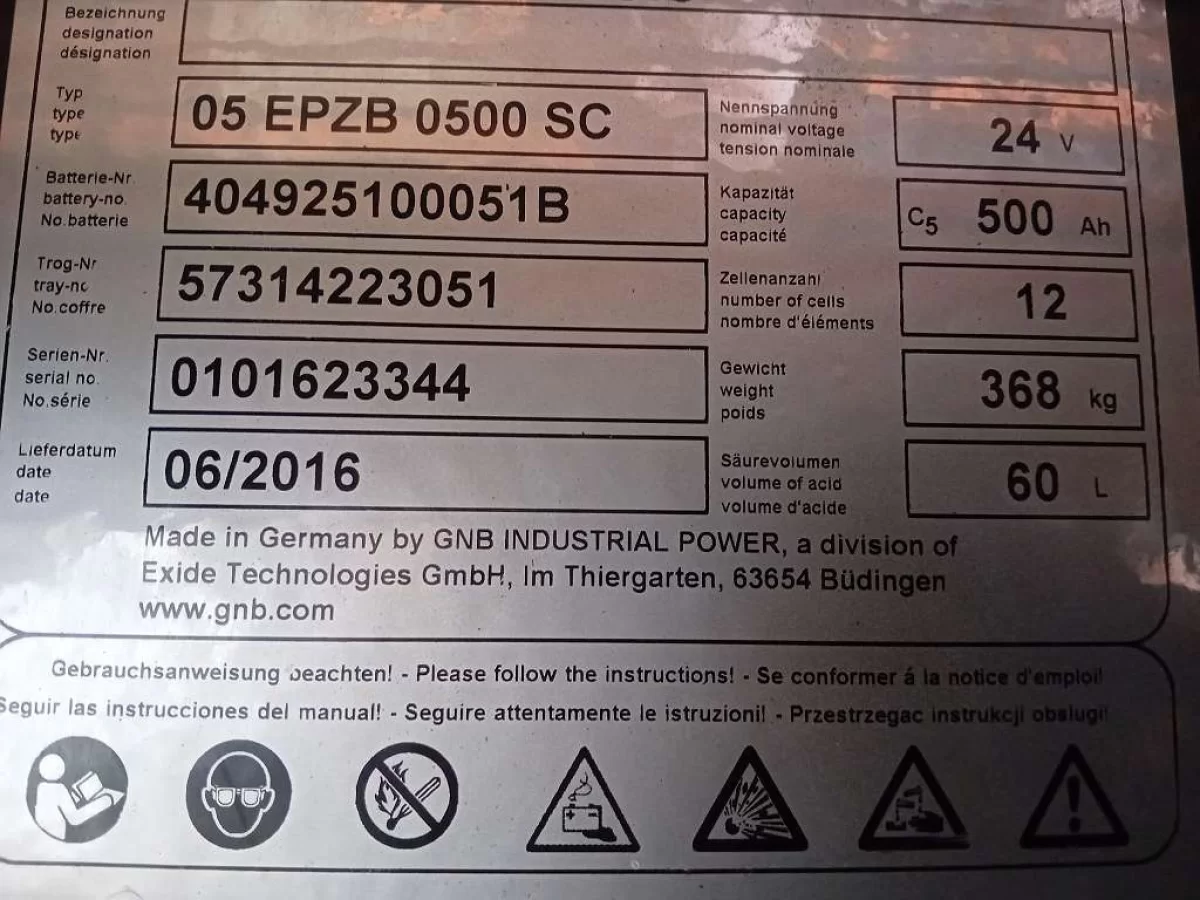 Bezeichnung
designation
désignation
Typ
type
type
05 EPZB 0500 SC
Nennspannung
nominal voltage
tension nominale
24 V
Batterie-Nr.
battery-no.
No.batterie
404925100051B
Kapazität
capacity
capacité
C5 500 Ah
Trog-Nr
tray-no
No.coffre
57314223051
Zellenanzahl
number of cells
nombre d'éléments
12
Serien-Nr.
serial no.
No.série
0101623344
Gewicht
weight
poids
368 kg
Lieferdatum
date
date
06/2016
Säurevolumen
volume of acid
volume d'acide
60 L
Made in Germany by GNB INDUSTRIAL POWER, a division of
Exide Technologies GmbH, Im Thiergarten, 63654 Büdingen
www.gnb.com
Gebrauchsanweisung beachten! - Please follow the instructions! - Se conformer á la notice d'emploi!
Seguir las instrucciones del manual! - Seguire attentamente le istruzioni! - Przestrzegac instrukcji obslugi!